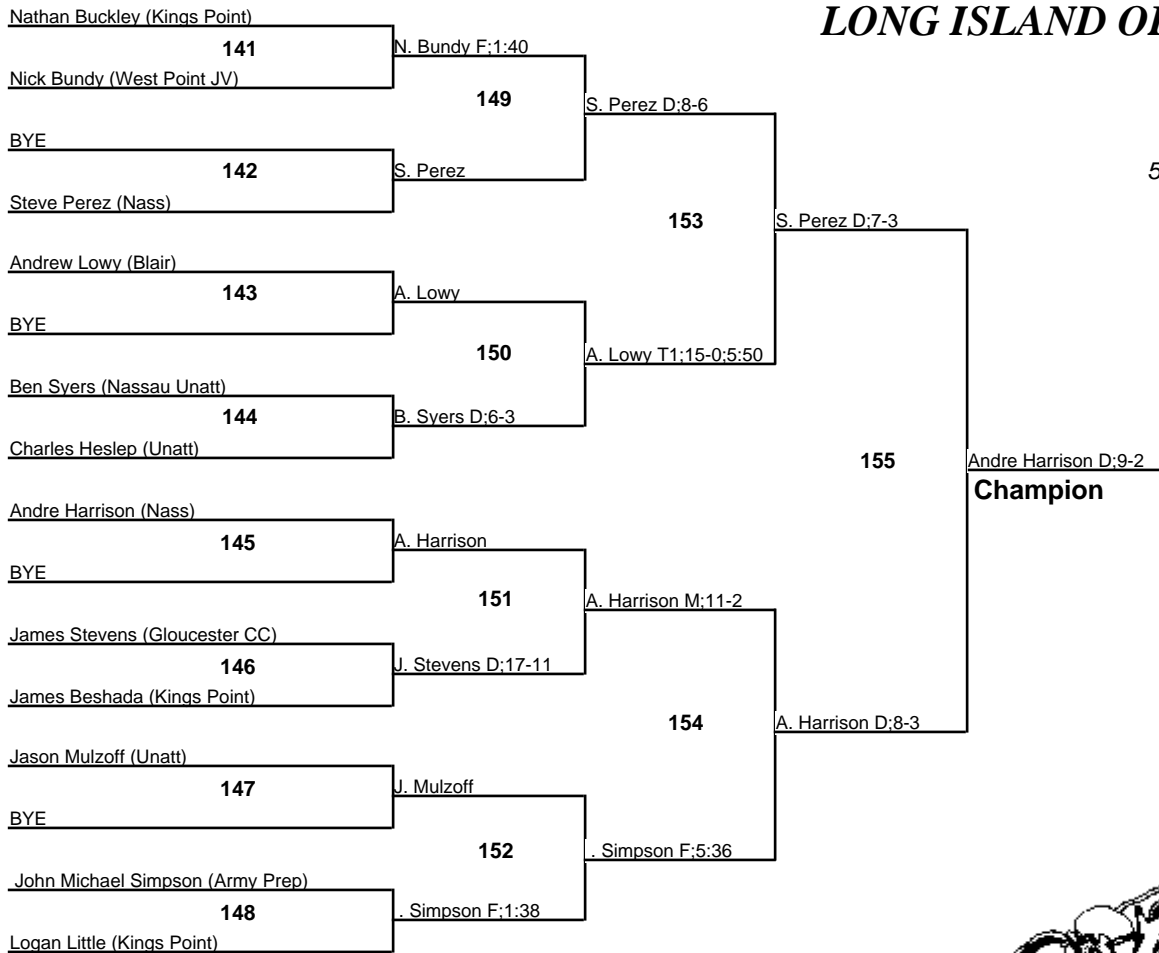 LONG ISLAND
Nathan Buckley (Kings Point)
141
N. Bundy F;1:40
Nick Bundy (West Point JV)
149
S. Perez D;8-6
BYE
142
S. Perez
5
Steve Perez (Nass)
153
S. Perez D;7-3
Andrew Lowy (Blair)
143
A. Lowy
BYE
150
A. Lowy T1;15-0;5:50
Ben Syers (Nassau Unatt)
144
B. Syers D;6-3
Charles Heslep (Unatt)
155
Andre Harrison D;9-2
Champion
Andre Harrison (Nass)
145
A. Harrison
BYE
151
A. Harrison M;11-2
James Stevens (Gloucester CC)
146
J. Stevens D;17-11
James Beshada (Kings Point)
154
A. Harrison D;8-3
Jason Mulzoff (Unatt)
147
J. Mulzoff
BYE
152
. Simpson F;5:36
John Michael Simpson (Army Prep)
148
. Simpson F;1:38
Logan Little (Kings Point)